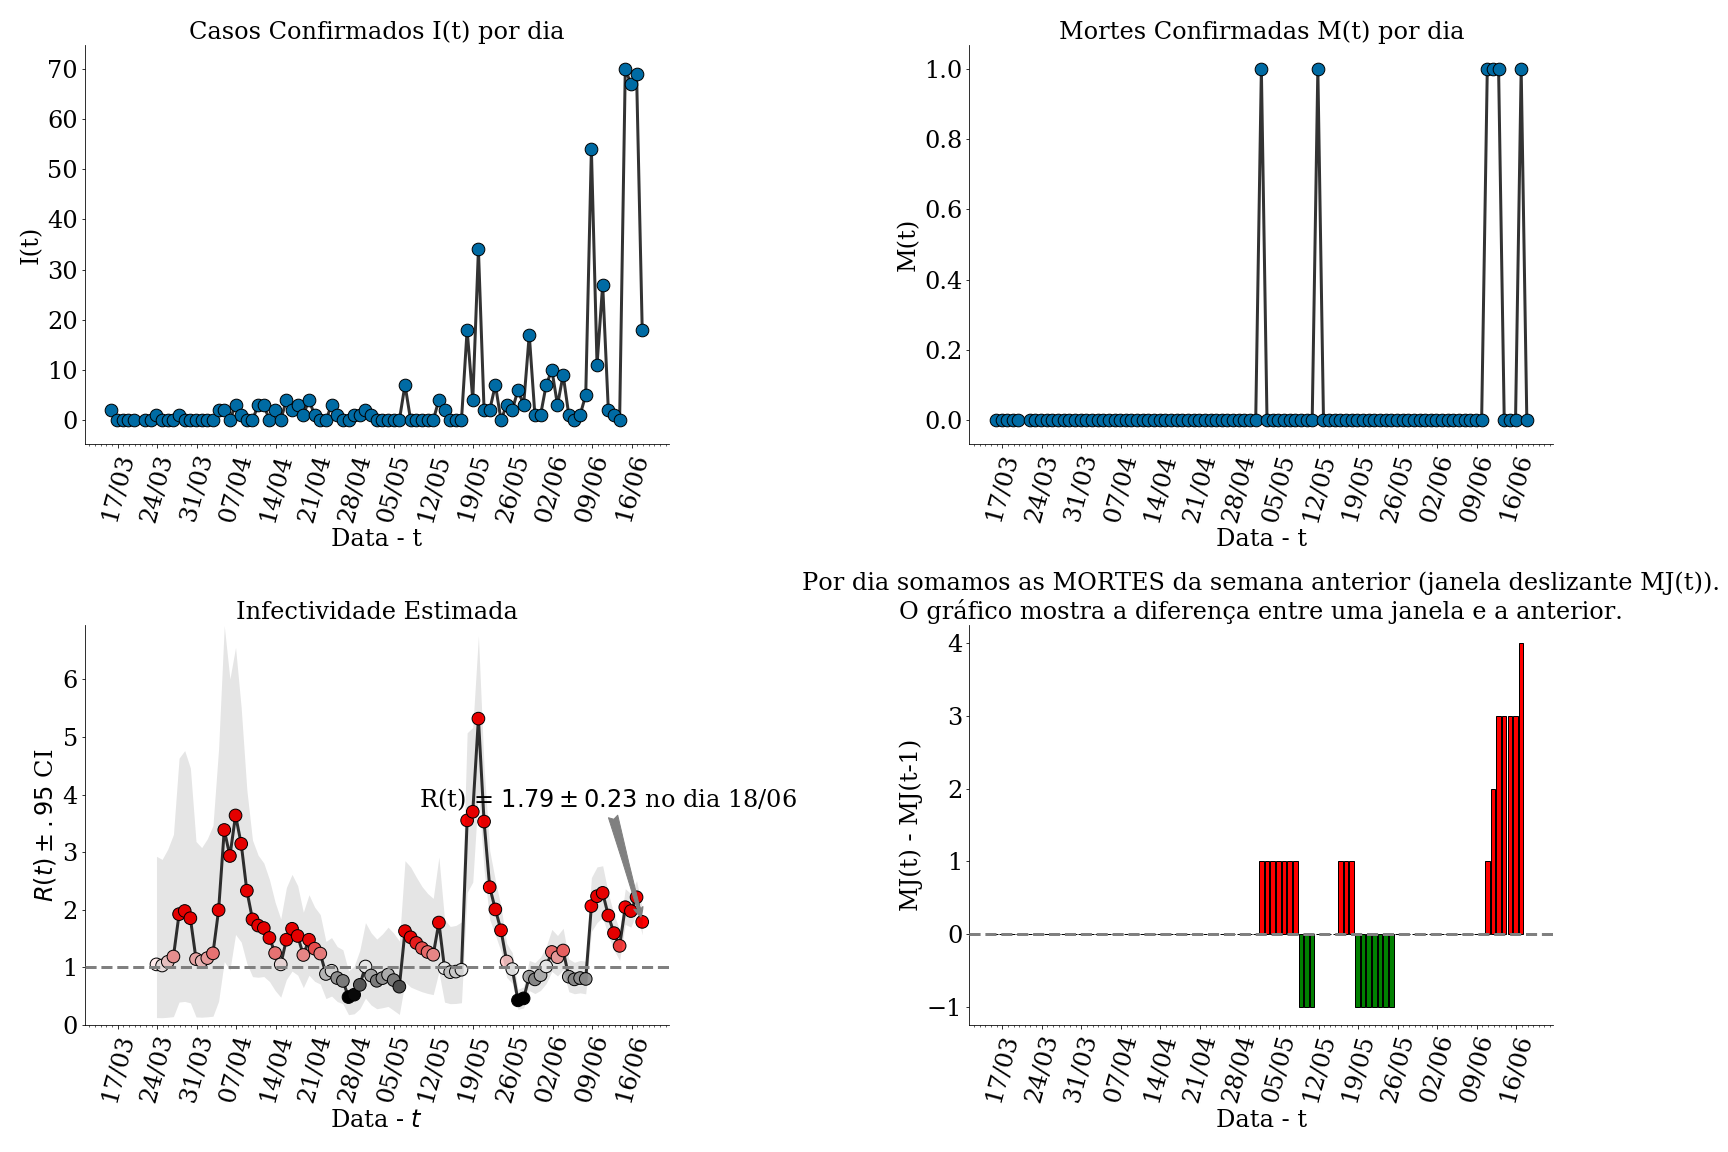 Casos Confirmados I(t) por dia
I(t)
70
60
50
40
30
20
10
0
17/03 24/03 31/03 07/04 14/04 21/04 28/04 05/05 12/05 19/05 26/05 02/06 09/06 16/06
Data - t
Mortes Confirmadas M(t) por dia
M(t)
1.0
0.8
0.6
0.4
0.2
0.0
17/03 24/03 31/03 07/04 14/04 21/04 28/04 05/05 12/05 19/05 26/05 02/06 09/06 16/06
Data - t
Infectividade Estimada
R(t) ± .95 CI
6
5
4
3
2
1
0
R(t) = 1.79 ± 0.23 no dia 18/06
17/03 24/03 31/03 07/04 14/04 21/04 28/04 05/05 12/05 19/05 26/05 02/06 09/06 16/06
Data - t
Por dia somamos as MORTES da semana anterior (janela deslizante MJ(t)).
O gráfico mostra a diferença entre uma janela e a anterior.
MJ(t) - MJ(t-1)
4
3
2
1
0
−1
17/03 24/03 31/03 07/04 14/04 21/04 28/04 05/05 12/05 19/05 26/05 02/06 09/06 16/06
Data - t